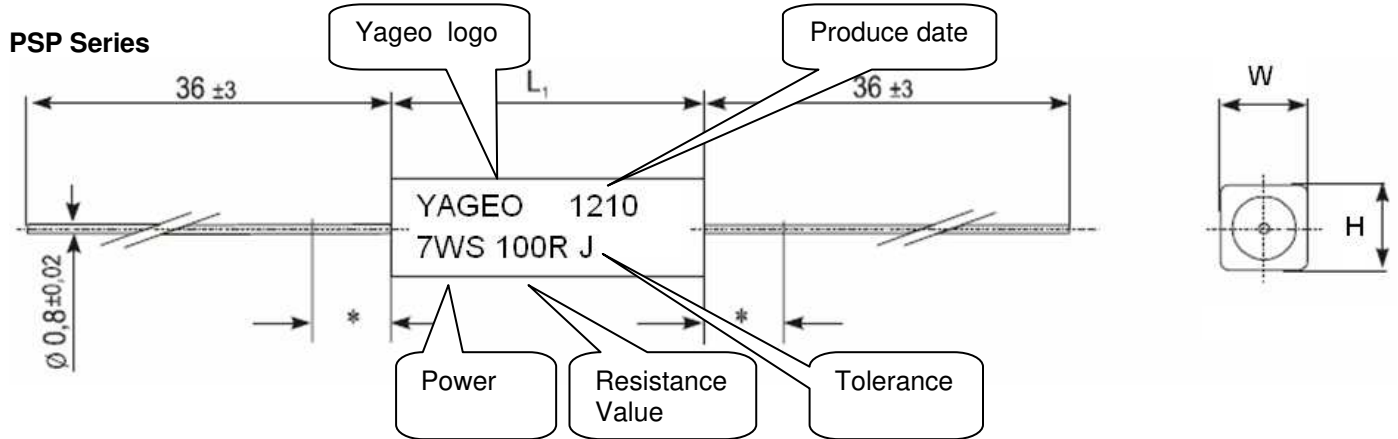 PSP Series
Yageo logo
Produce date
36 ±3
L₁
36 ±3
W
YAGEO 1210
7WS 100R J
H
Ø 0,8±0,02
*
*
Power
Resistance
Value
Tolerance